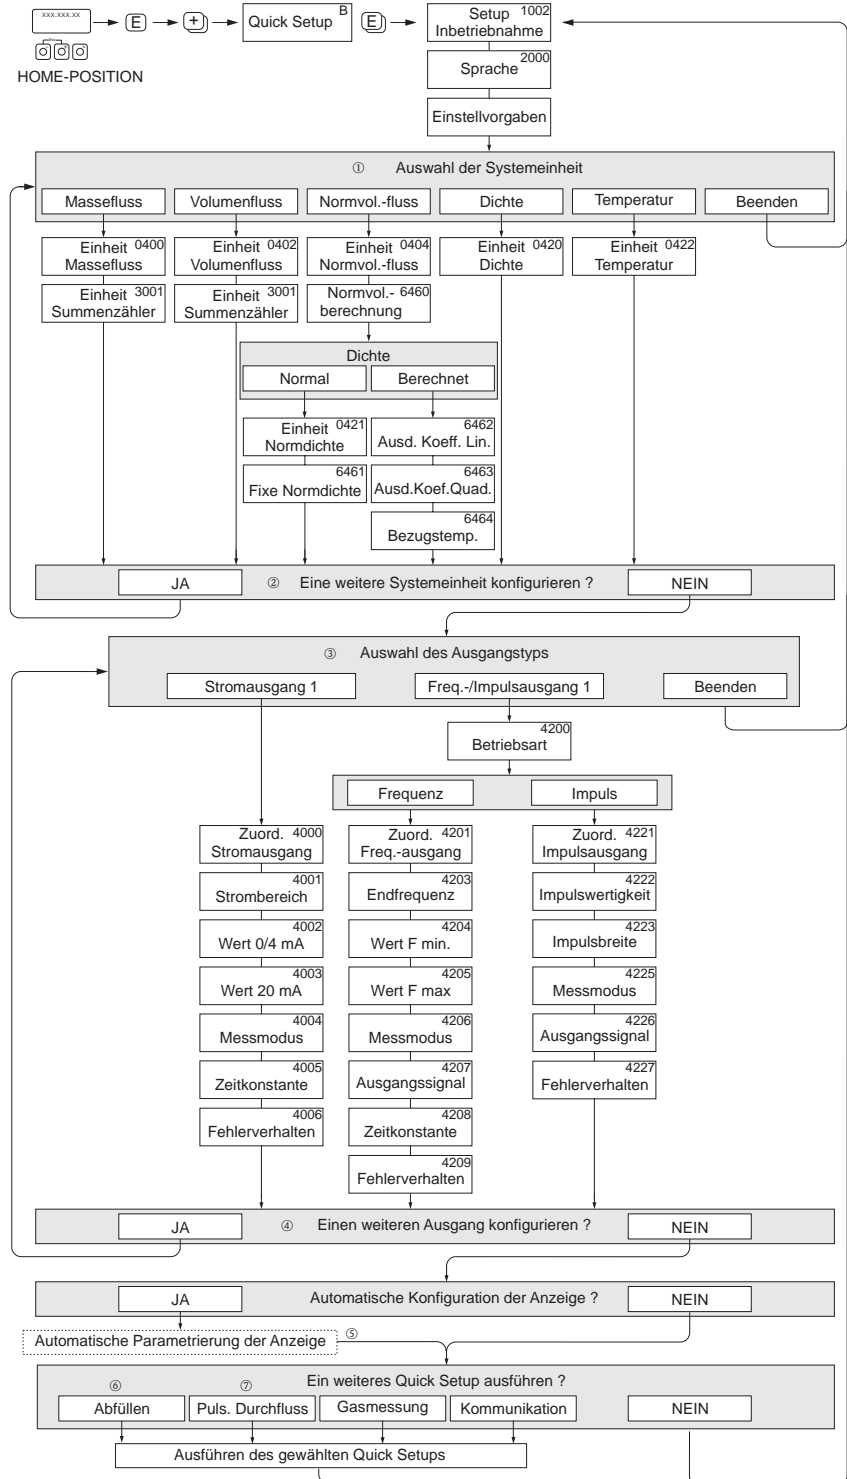 XXX.XXX.XX
Esc
E
+
B
Quick Setup
E
Setup 1002
Inbetriebnahme
HOME-POSITION
2000
Sprache
Einstellvorgaben
① Auswahl der Systemeinheit
Massefluss Volumenfluss Normvol.-fluss Dichte Temperatur Beenden
Einheit 0400 Einheit 0402 Einheit 0404 Einheit 0420 Einheit 0422
Massefluss Volumenfluss Normvol.-fluss Dichte Temperatur
Einheit 3001 Einheit 3001 Normvol.- 6460
Summenzähler Summenzähler berechnung
Dichte
Normal Berechnet
Einheit 0421 6462
Normdichte Ausd. Koeff. Lin.
6461 6463
Fixe Normdichte Ausd.Koef.Quad.
6464
Bezugstemp.
JA ② Eine weitere Systemeinheit konfigurieren ? NEIN
③ Auswahl des Ausgangstyps
Stromausgang 1 Freq.-/Impulsausgang 1 Beenden
4200
Betriebsart
Frequenz Impuls
Zuord. 4000 Zuord. 4201 Zuord. 4221
Stromausgang Freq.-ausgang Impulsausgang
4001 4203 4222
Strombereich Endfrequenz Impulswertigkeit
4002 4204 4223
Wert 0/4 mA Wert F min. Impulsbreite
4003 4205 4225
Wert 20 mA Wert F max Messmodus
4004 4206 4226
Messmodus Messmodus Ausgangssignal
4005 4207 4227
Zeitkonstante Ausgangssignal Fehlerverhalten
4006 4208
Fehlerverhalten Zeitkonstante
4209
Fehlerverhalten
JA ④ Einen weiteren Ausgang konfigurieren ? NEIN
JA Automatische Konfiguration der Anzeige ? NEIN
Automatische Parametrierung der Anzeige ⑤
Ein weiteres Quick Setup ausführen ?
⑥ ⑦
Abfüllen Puls. Durchfluss Gasmessung Kommunikation NEIN
Ausführen des gewählten Quick Setups